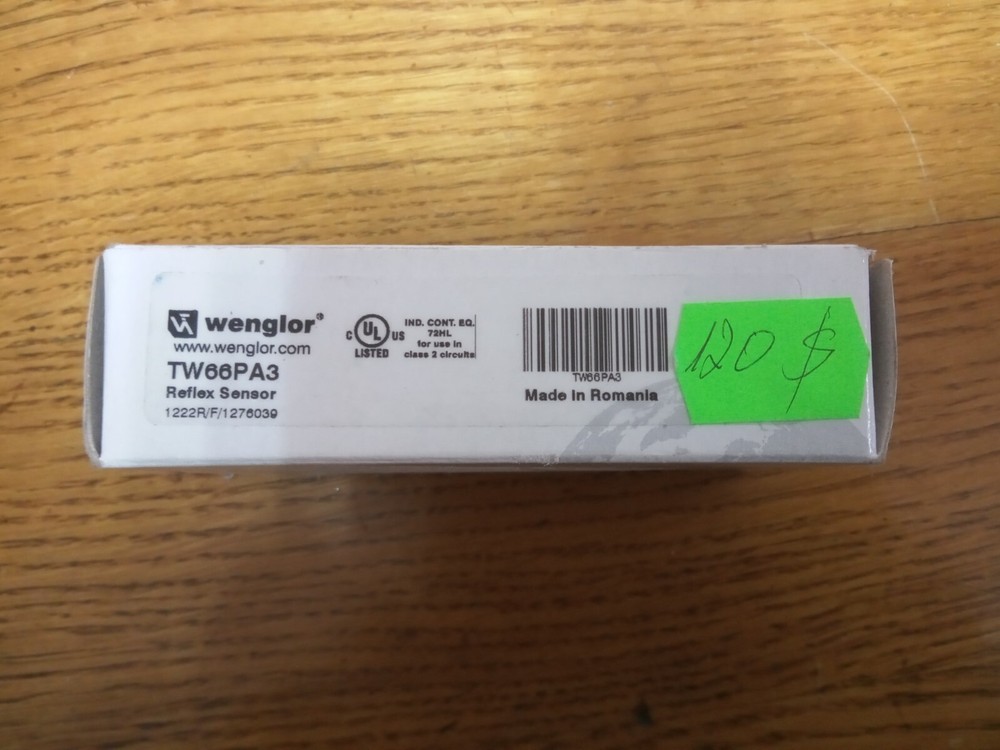 wenglor®
www.wenglor.com
TW66PA3
Reflex Sensor
1222R/F/1276039
C UL US
LISTED
IND. CONT. EQ.
72HL
for use in
class 2 circuits
TW66PA3
Made in Romania
120 $